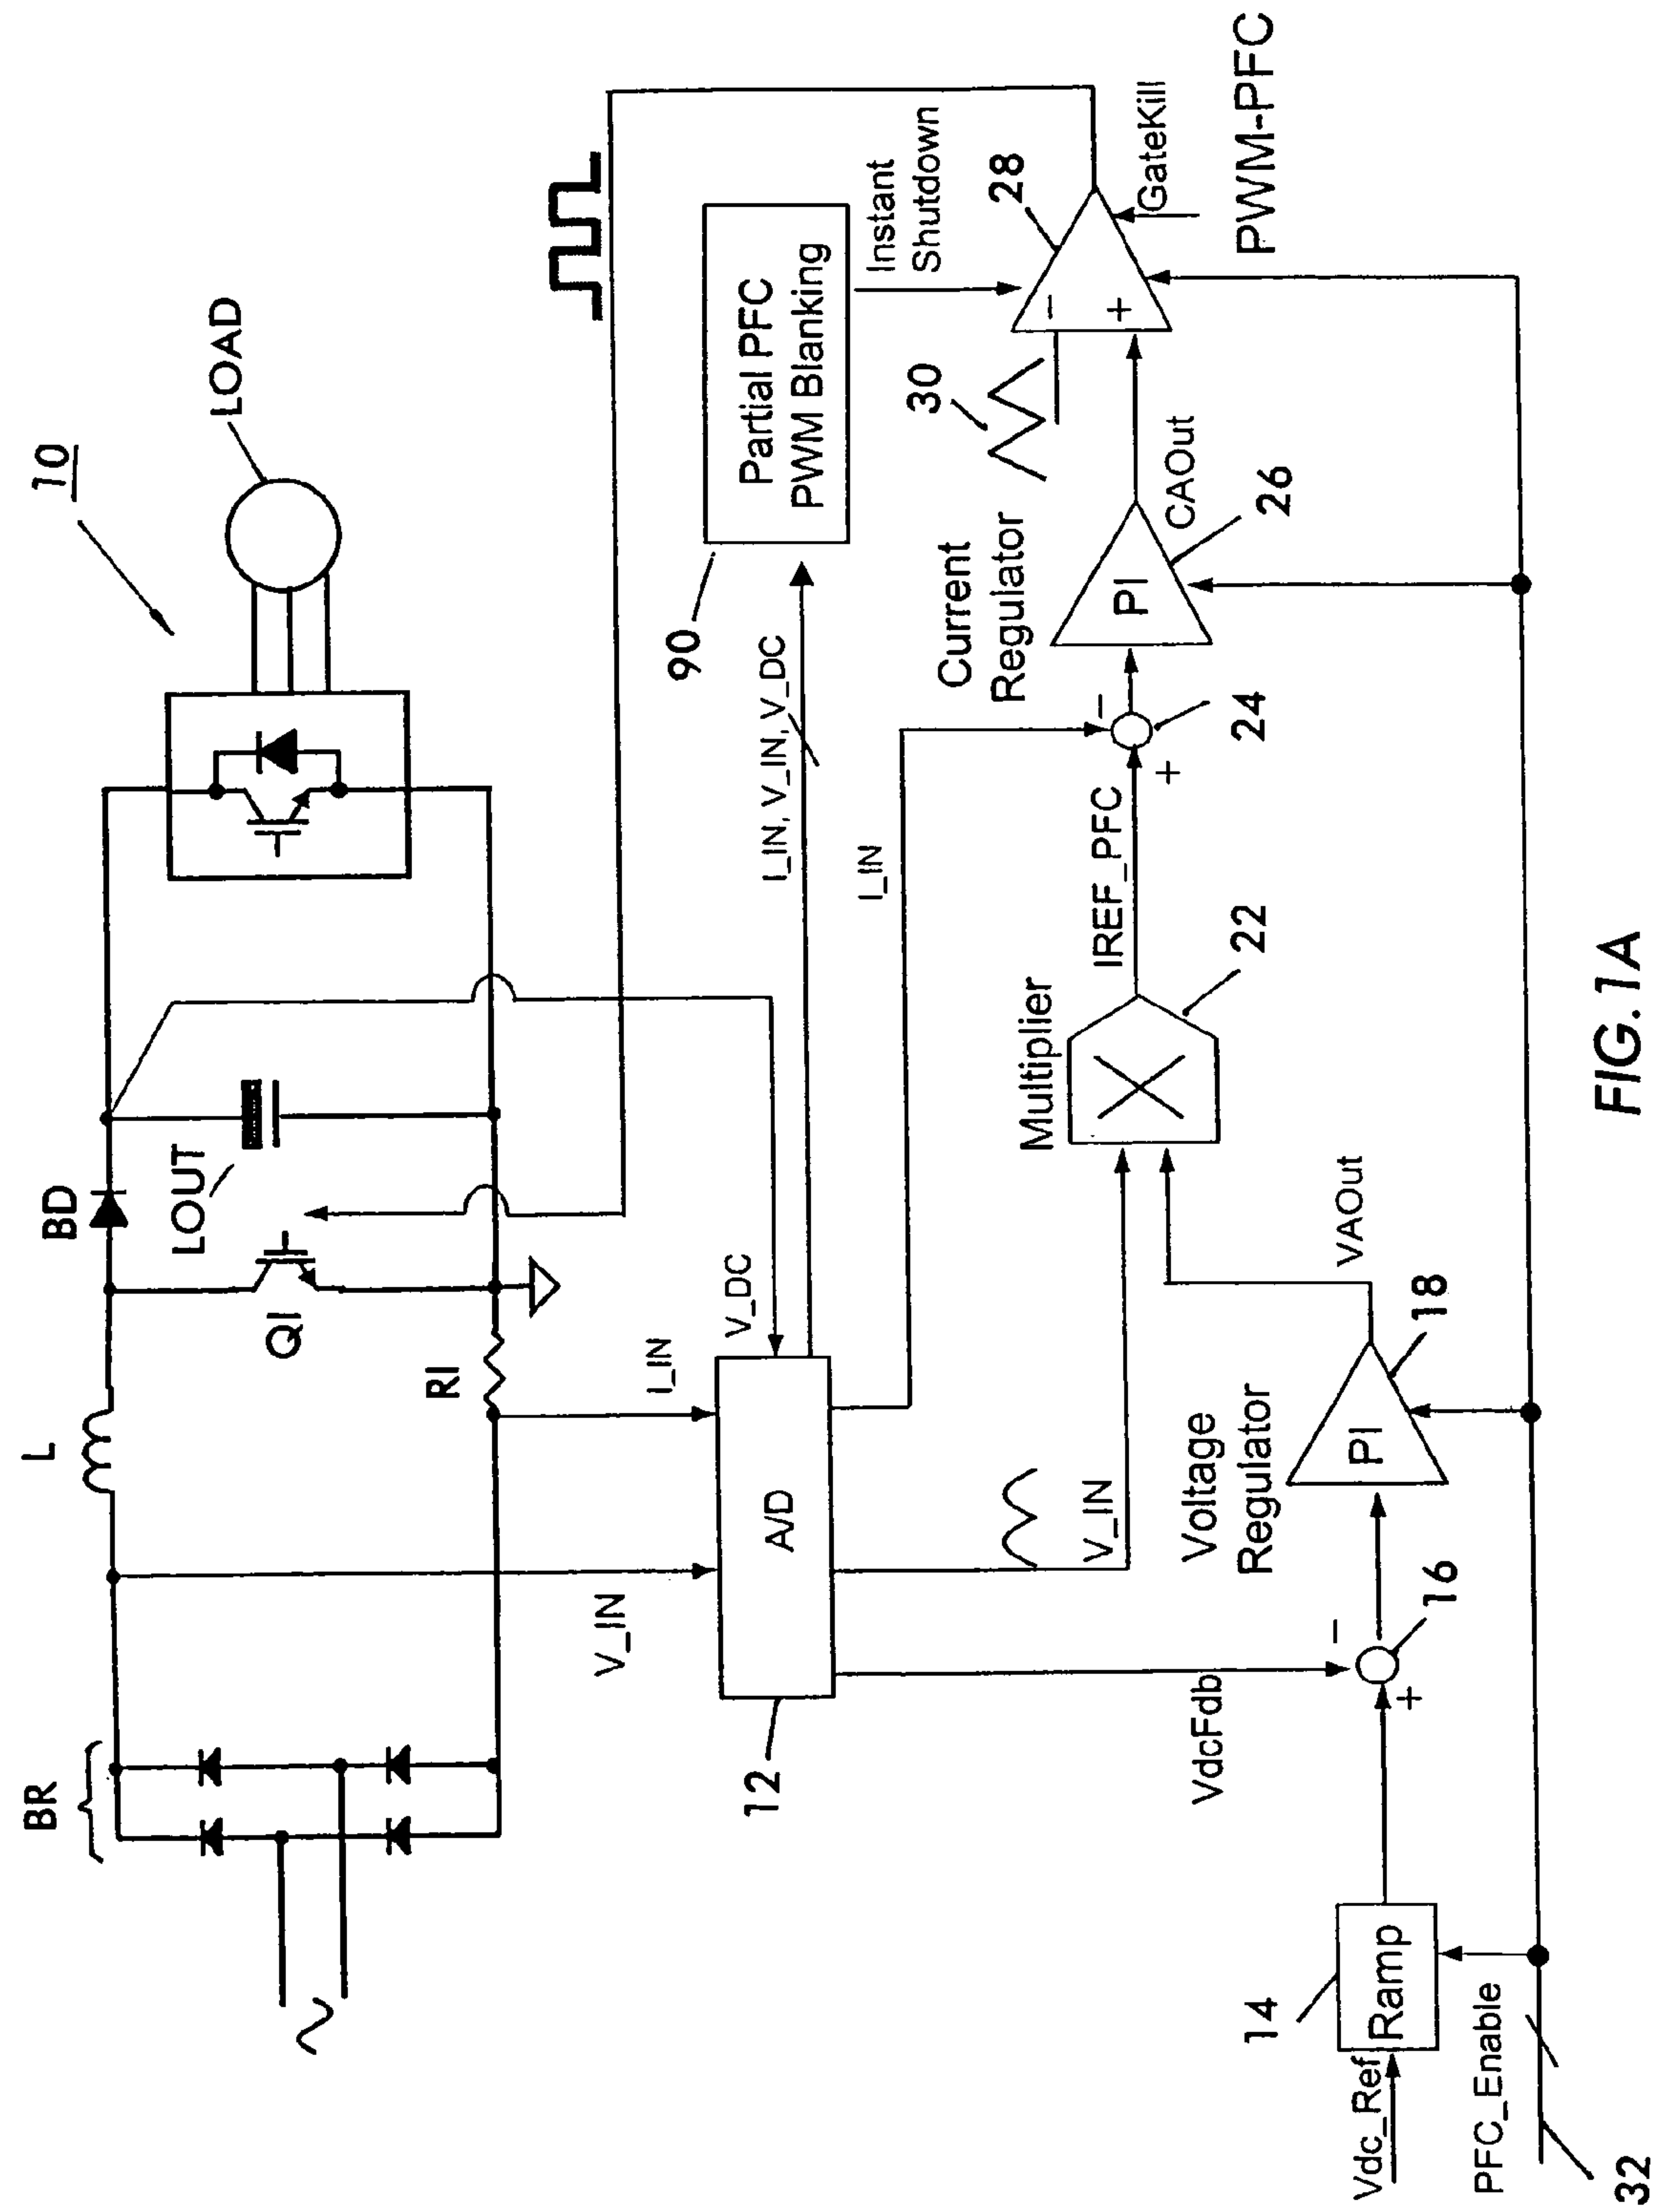 10
LOAD
BR
L
BD
LOUT
QI
RI
V_IN
I_IN
V_DC
12
A/D
I_IN, V_IN, V_DC
I_IN
90
Partial PFC
PWM Blanking
Instant
Shutdown
28
30
-
+
GateKill
PWM-PFC
Current
Regulator
PI
26
CAOut
-
+
24
IREF_PFC
Multiplier
22
V_IN
VAOut
Voltage
Regulator
PI
18
VdcFdb
-
+
16
14
Ramp
Vdc_Ref
PFC_Enable
32
FIG.1A